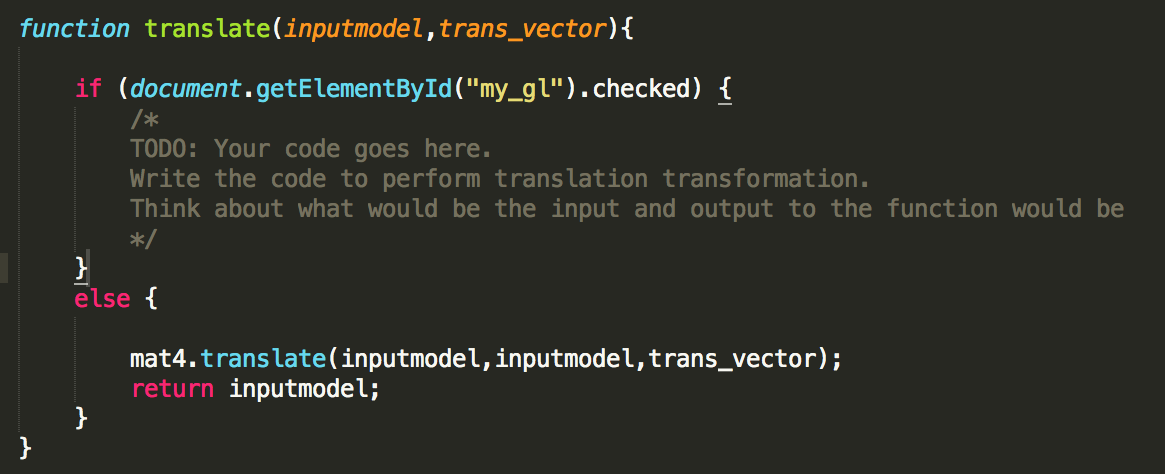 function translate(inputmodel,trans_vector){
if (document.getElementById("my_gl").checked) {
/*
TODO: Your code goes here.
Write the code to perform translation transformation.
Think about what would be the input and output to the function would be
*/
}
else {
mat4.translate(inputmodel,inputmodel,trans_vector);
return inputmodel;
}
}